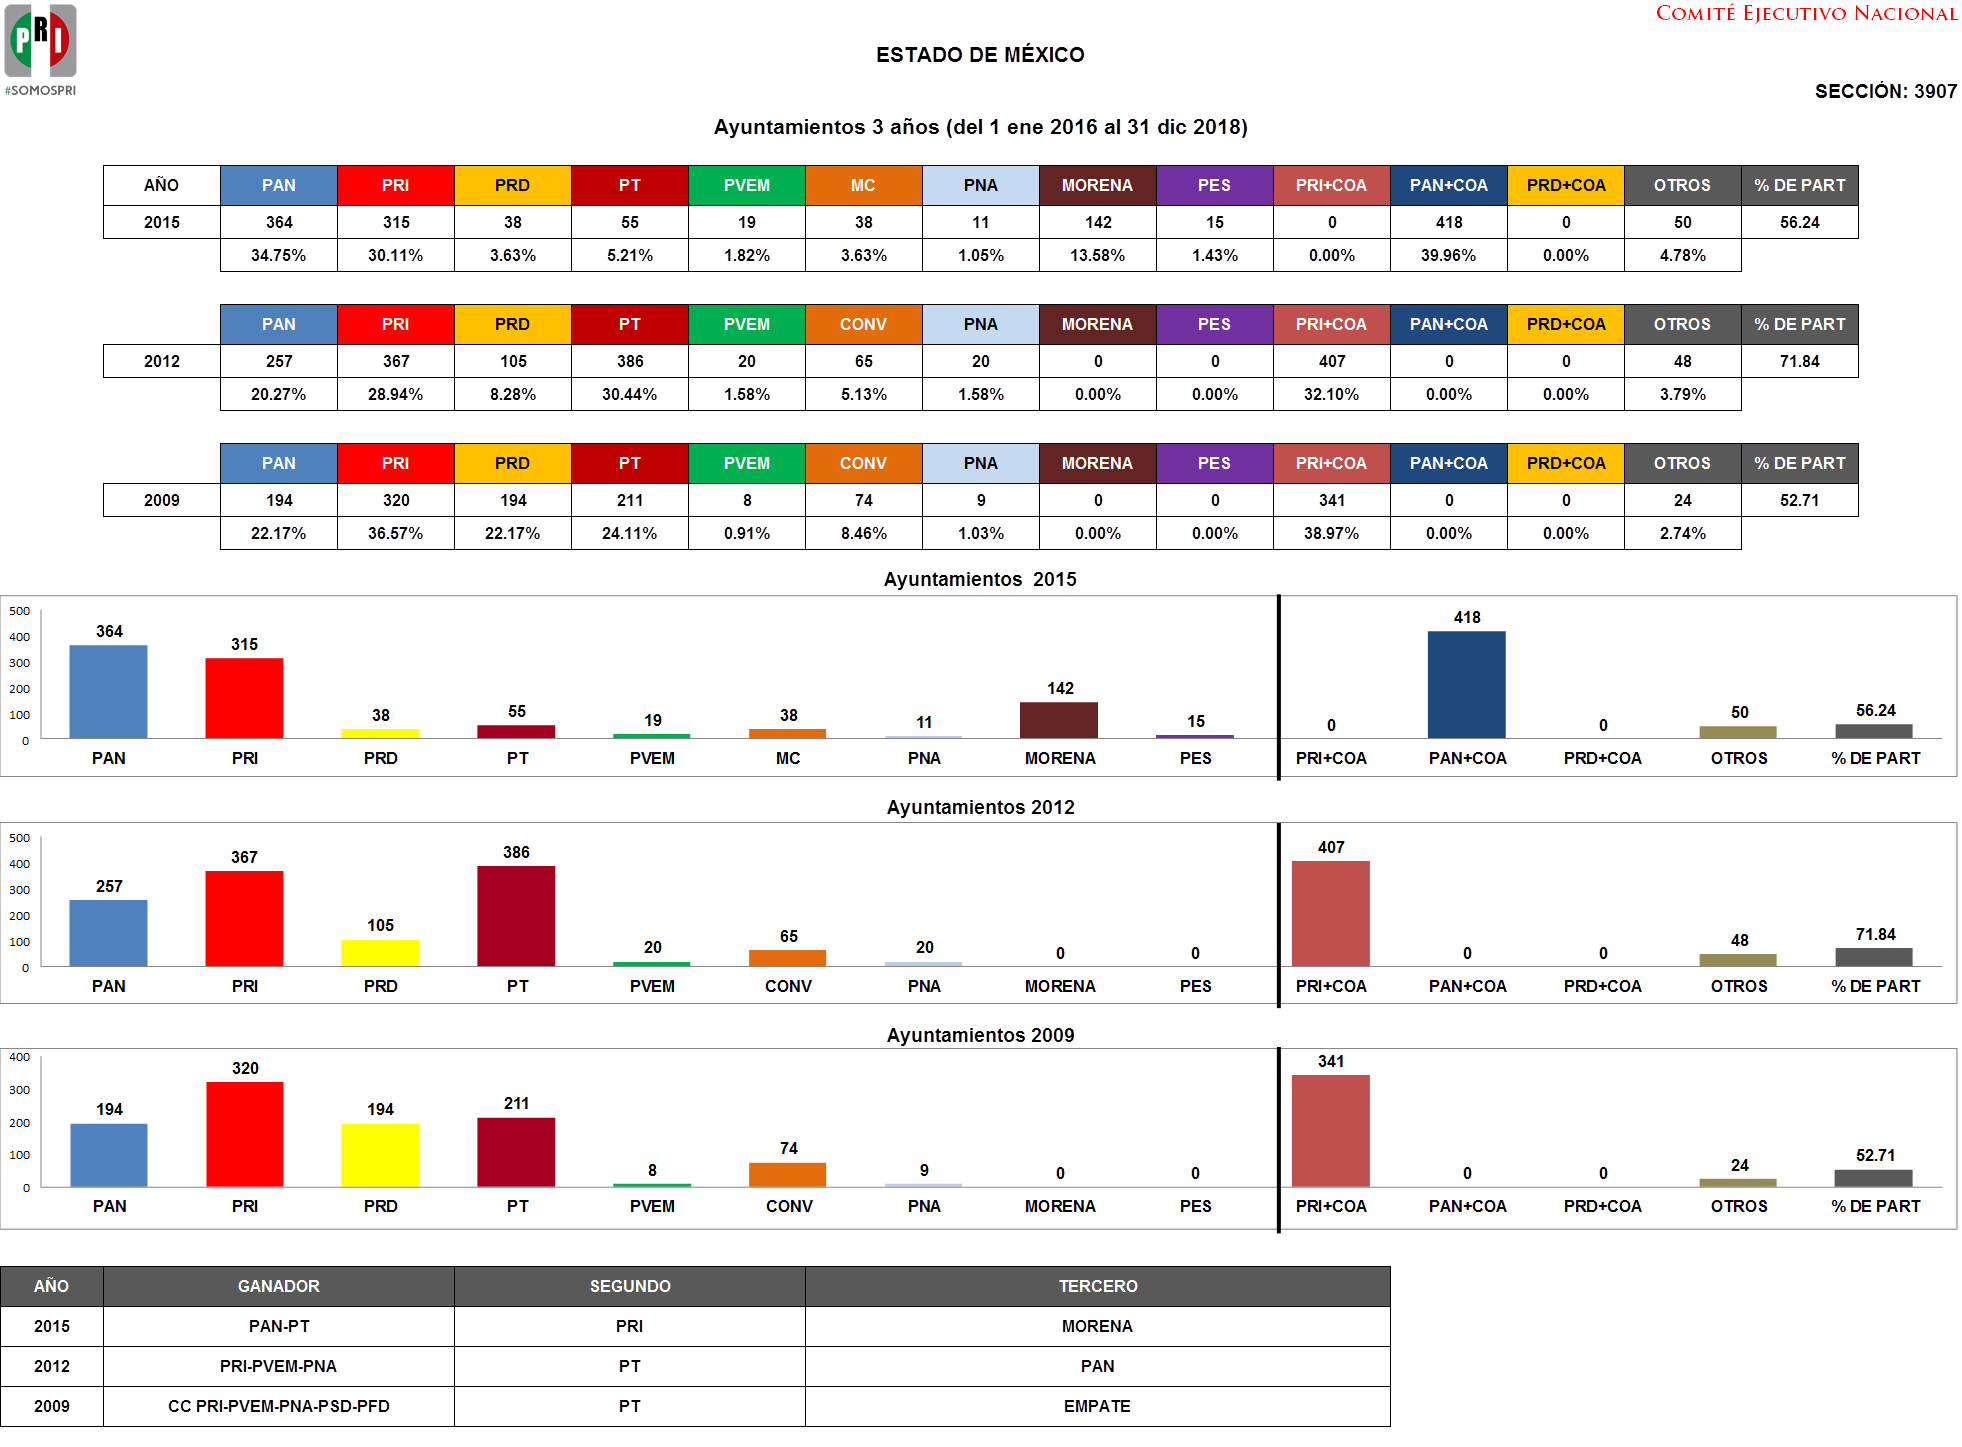 COMITÉ EJECUTIVO NACIONAL
PRI
#SOMOSPRI
ESTADO DE MÉXICO
SECCIÓN: 3907
Ayuntamientos 3 años (del 1 ene 2016 al 31 dic 2018)
AÑO PAN PRI PRD PT PVEM MC PNA MORENA PES PRI+COA PAN+COA PRD+COA OTROS % DE PART
2015 364 315 38 55 19 38 11 142 15 0 418 0 50 56.24
34.75% 30.11% 3.63% 5.21% 1.82% 3.63% 1.05% 13.58% 1.43% 0.00% 39.96% 0.00% 4.78%
PAN PRI PRD PT PVEM CONV PNA MORENA PES PRI+COA PAN+COA PRD+COA OTROS % DE PART
2012 257 367 105 386 20 65 20 0 0 407 0 0 48 71.84
20.27% 28.94% 8.28% 30.44% 1.58% 5.13% 1.58% 0.00% 0.00% 32.10% 0.00% 0.00% 3.79%
PAN PRI PRD PT PVEM CONV PNA MORENA PES PRI+COA PAN+COA PRD+COA OTROS % DE PART
2009 194 320 194 211 8 74 9 0 0 341 0 0 24 52.71
22.17% 36.57% 22.17% 24.11% 0.91% 8.46% 1.03% 0.00% 0.00% 38.97% 0.00% 0.00% 2.74%
Ayuntamientos 2015
500
400
300
200
100
0
364 315 38 55 19 38 11 142 15 0 418 0 50 56.24
PAN PRI PRD PT PVEM MC PNA MORENA PES PRI+COA PAN+COA PRD+COA OTROS % DE PART
Ayuntamientos 2012
500
400
300
200
100
0
257 367 105 386 20 65 20 0 0 407 0 0 48 71.84
PAN PRI PRD PT PVEM CONV PNA MORENA PES PRI+COA PAN+COA PRD+COA OTROS % DE PART
Ayuntamientos 2009
400
300
200
100
0
194 320 194 211 8 74 9 0 0 341 0 0 24 52.71
PAN PRI PRD PT PVEM CONV PNA MORENA PES PRI+COA PAN+COA PRD+COA OTROS % DE PART
AÑO GANADOR SEGUNDO TERCERO
2015 PAN-PT PRI MORENA
2012 PRI-PVEM-PNA PT PAN
2009 CC PRI-PVEM-PNA-PSD-PFD PT EMPATE